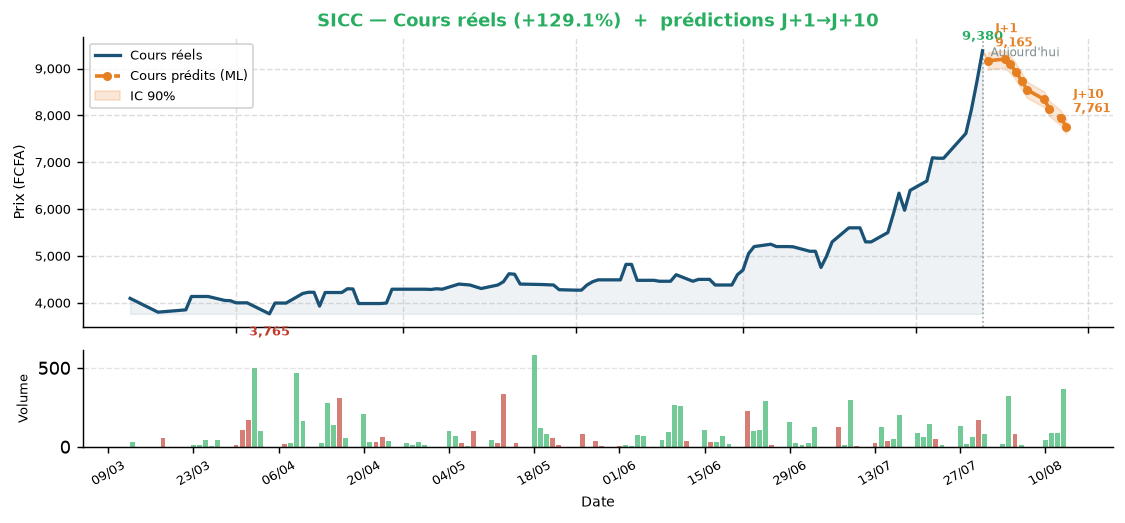 SICC — Cours réels (+129.1%)  +  prédictions J+1→J+10
Cours réels
Cours prédits (ML)
IC 90%
9,380
J+1
9,165
Aujourd'hui
J+10
7,761
3,765
Prix (FCFA)
9,000
8,000
7,000
6,000
5,000
4,000
Volume
500
0
09/03
23/03
06/04
20/04
04/05
18/05
01/06
15/06
29/06
13/07
27/07
10/08
Date